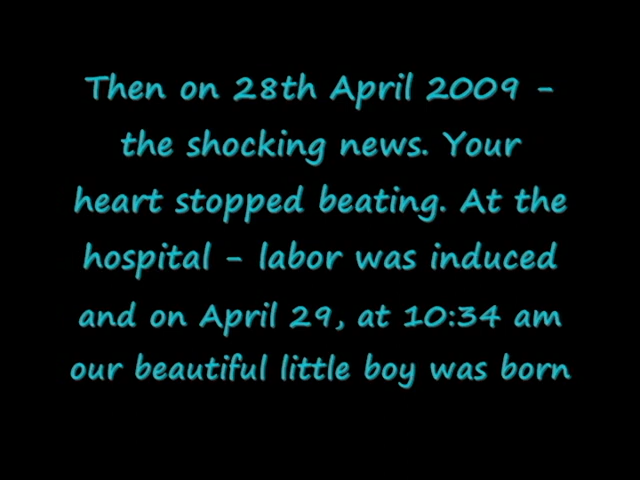 Then on 28th April 2009 -
the shocking news. Your
heart stopped beating. At the
hospital - labor was induced
and on April 29, at 10:34 am
our beautiful little boy was born